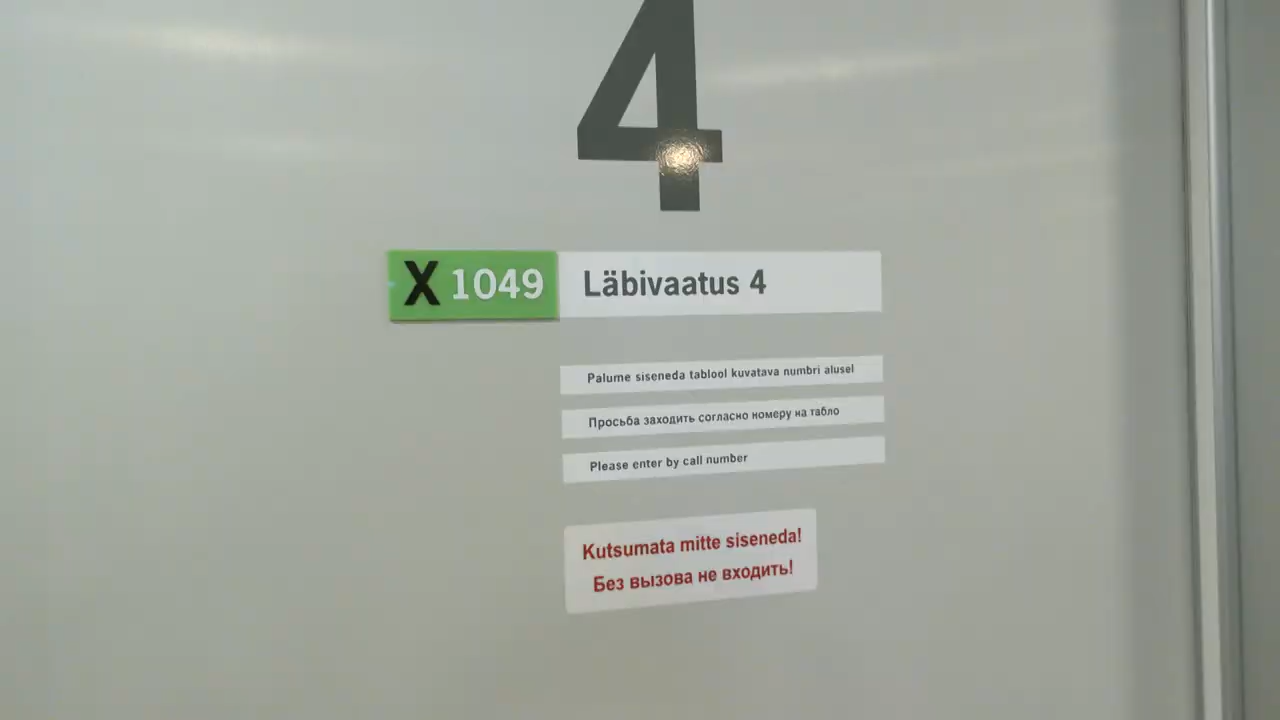 4
X 1049 Läbivaatus 4
Palume siseneda tablool kuvatava numbri alusel
Просьба заходить согласно номеру на табло
Please enter by call number
Kutsumata mitte siseneda!
Без вызова не входить!